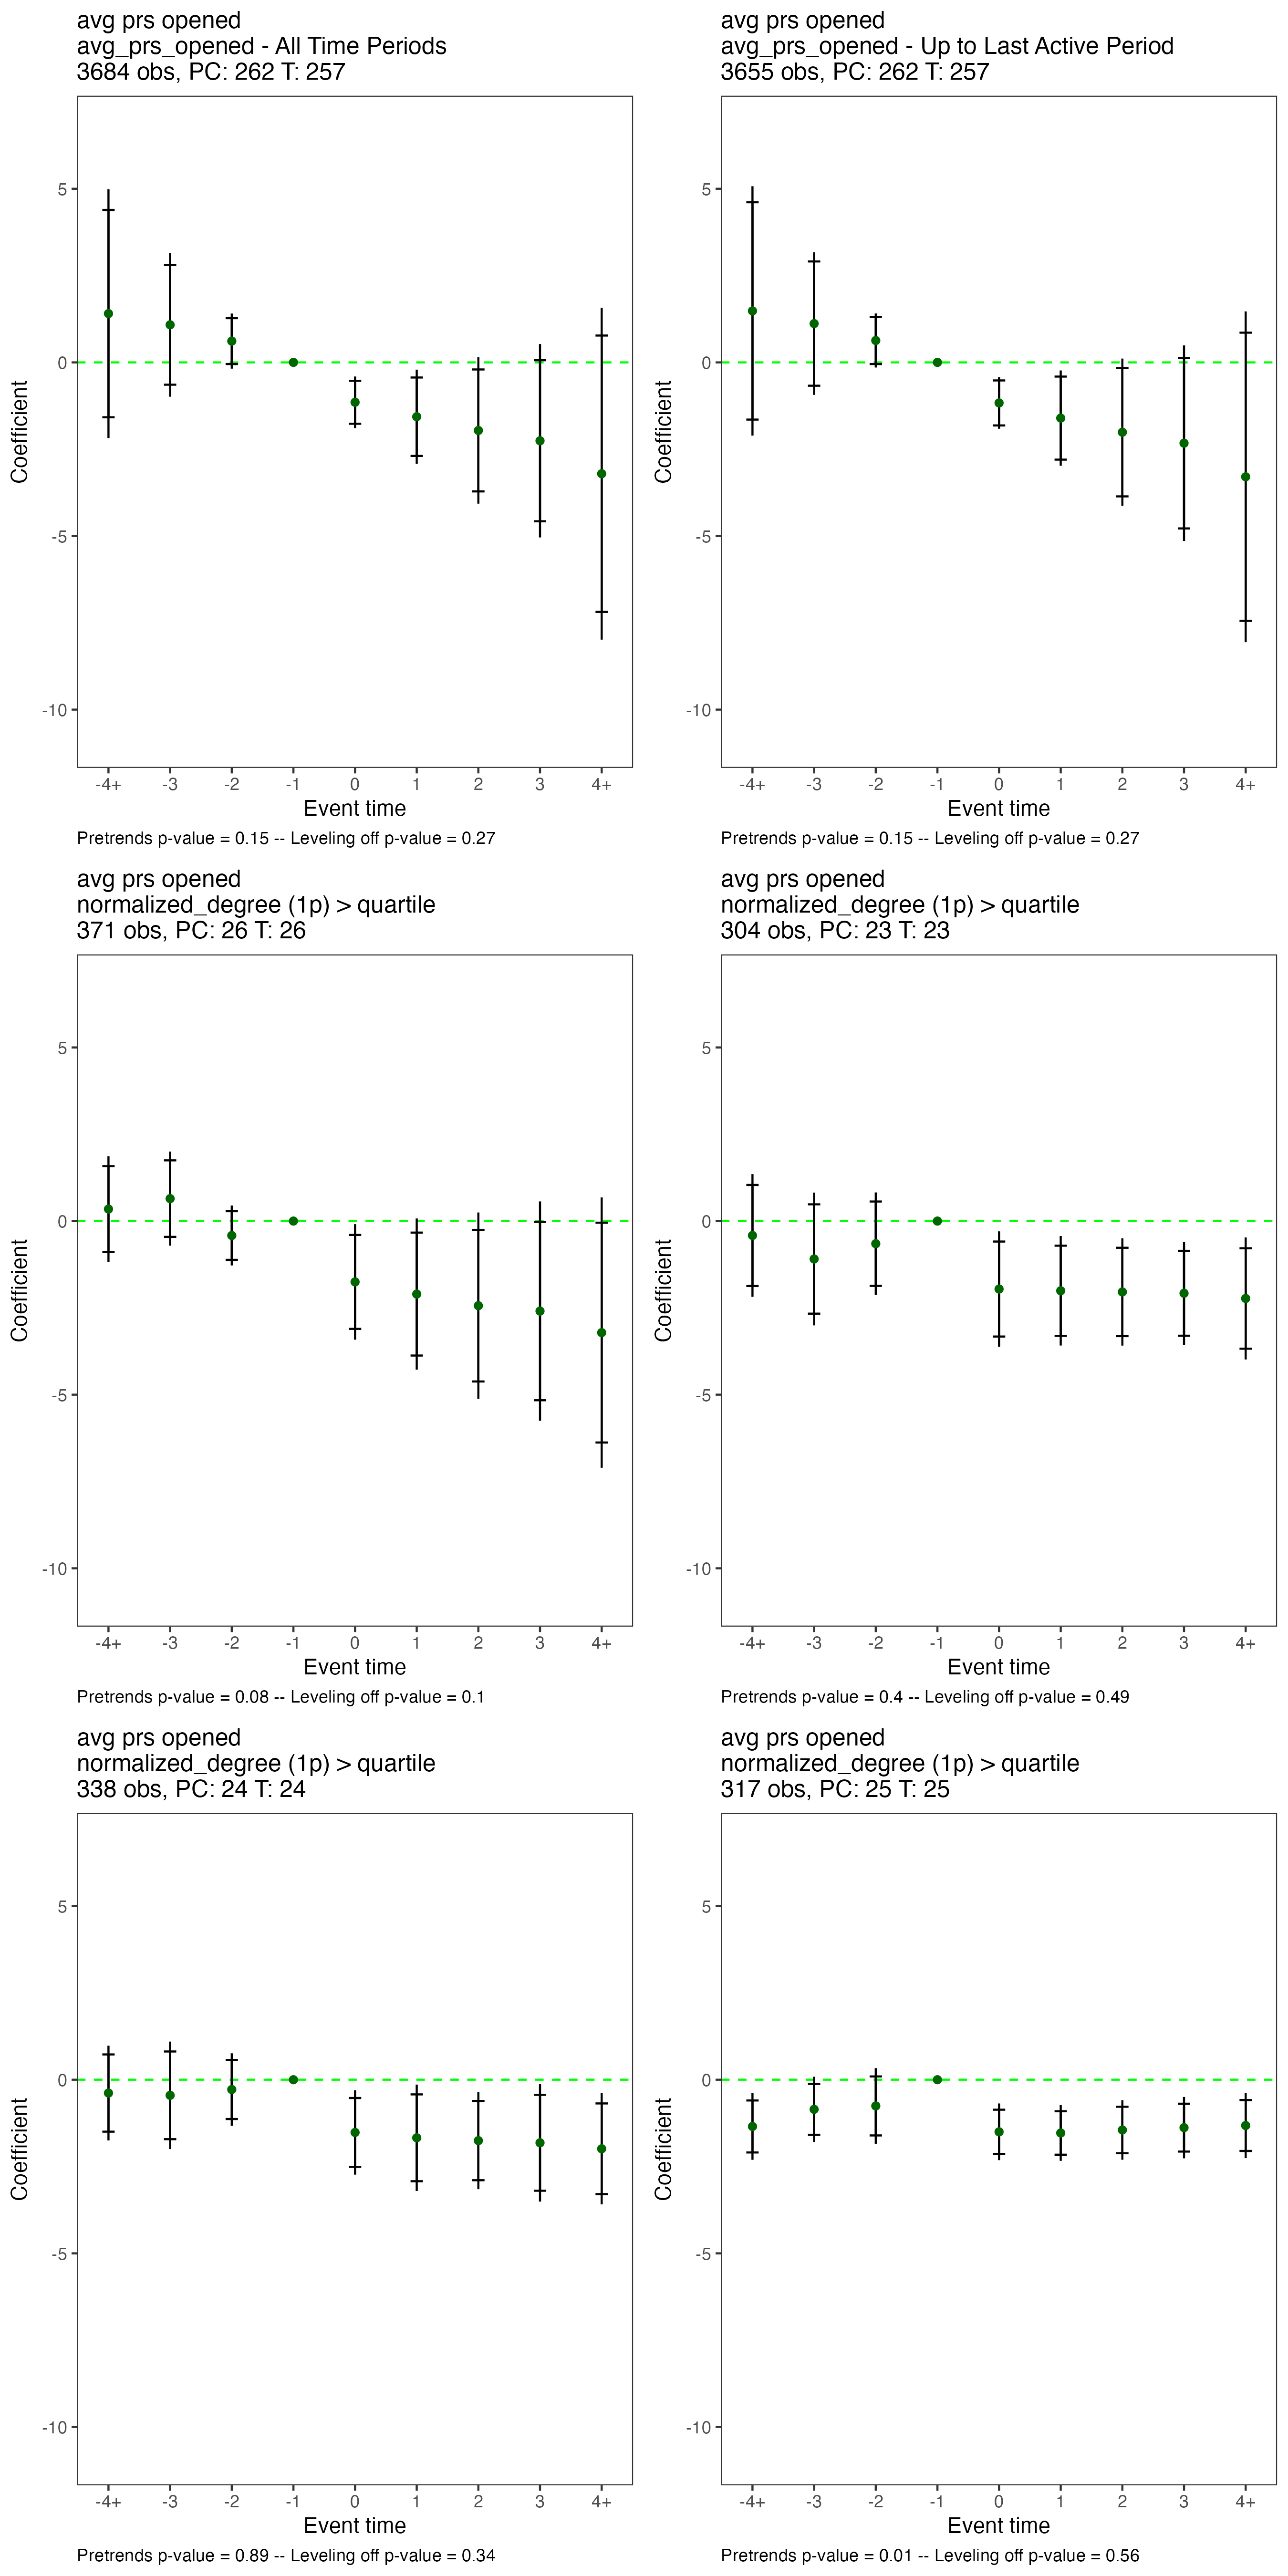 avg prs opened
avg_prs_opened - All Time Periods
3684 obs, PC: 262 T: 257
5
0
-5
-10
Coefficient
-4+ -3 -2 -1 0 1 2 3 4+
Event time
Pretrends p-value = 0.15 -- Leveling off p-value = 0.27
avg prs opened
avg_prs_opened - Up to Last Active Period
3655 obs, PC: 262 T: 257
5
0
-5
-10
Coefficient
-4+ -3 -2 -1 0 1 2 3 4+
Event time
Pretrends p-value = 0.15 -- Leveling off p-value = 0.27
avg prs opened
normalized_degree (1p) > quartile
371 obs, PC: 26 T: 26
5
0
-5
-10
Coefficient
-4+ -3 -2 -1 0 1 2 3 4+
Event time
Pretrends p-value = 0.08 -- Leveling off p-value = 0.1
avg prs opened
normalized_degree (1p) > quartile
304 obs, PC: 23 T: 23
5
0
-5
-10
Coefficient
-4+ -3 -2 -1 0 1 2 3 4+
Event time
Pretrends p-value = 0.4 -- Leveling off p-value = 0.49
avg prs opened
normalized_degree (1p) > quartile
338 obs, PC: 24 T: 24
5
0
-5
-10
Coefficient
-4+ -3 -2 -1 0 1 2 3 4+
Event time
Pretrends p-value = 0.89 -- Leveling off p-value = 0.34
avg prs opened
normalized_degree (1p) > quartile
317 obs, PC: 25 T: 25
5
0
-5
-10
Coefficient
-4+ -3 -2 -1 0 1 2 3 4+
Event time
Pretrends p-value = 0.01 -- Leveling off p-value = 0.56